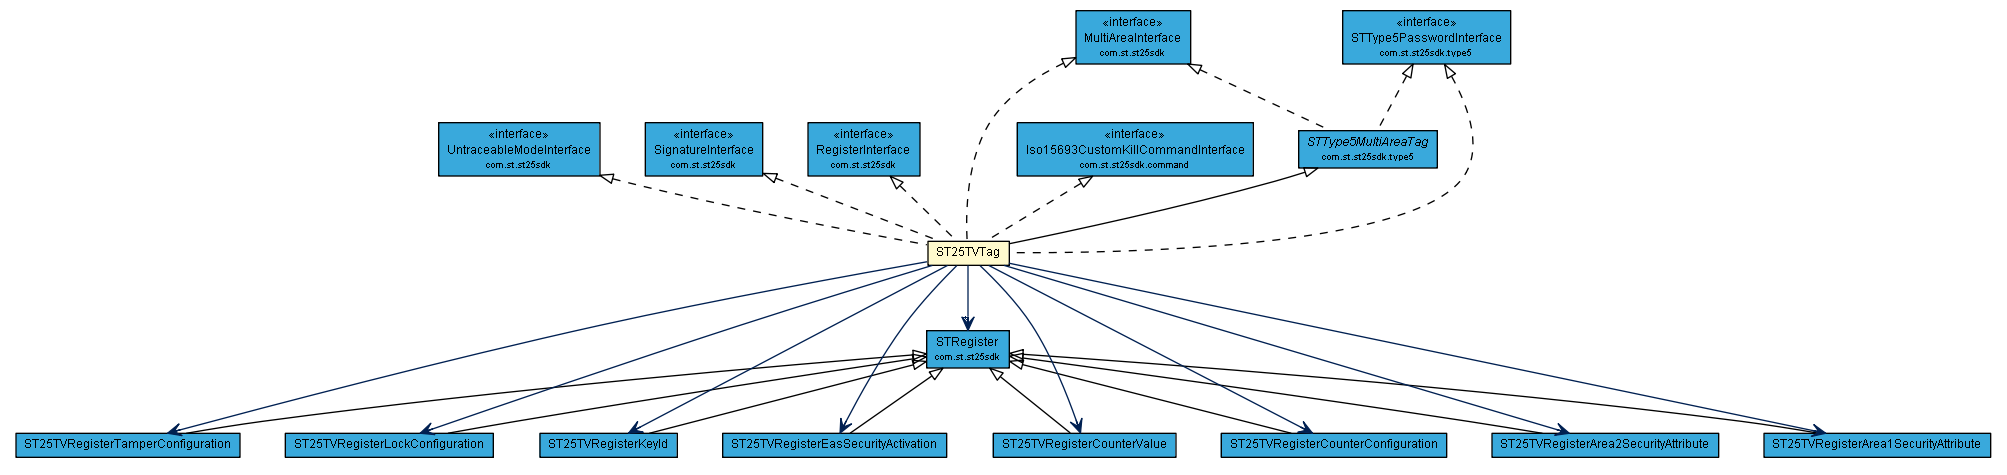 «interface»
MultiAreaInterface
com.st.st25sdk
«interface»
STType5PasswordInterface
com.st.st25sdk.type5
«interface»
UntraceableModeInterface
com.st.st25sdk
«interface»
SignatureInterface
com.st.st25sdk
«interface»
RegisterInterface
com.st.st25sdk
«interface»
Iso15693CustomKillCommandInterface
com.st.st25sdk.command
STType5MultiAreaTag
com.st.st25sdk.type5
ST25TVTag
STRegister
com.st.st25sdk
ST25TVRegisterTamperConfiguration
ST25TVRegisterLockConfiguration
ST25TVRegisterKeyId
ST25TVRegisterEasSecurityActivation
ST25TVRegisterCounterValue
ST25TVRegisterCounterConfiguration
ST25TVRegisterArea2SecurityAttribute
ST25TVRegisterArea1SecurityAttribute